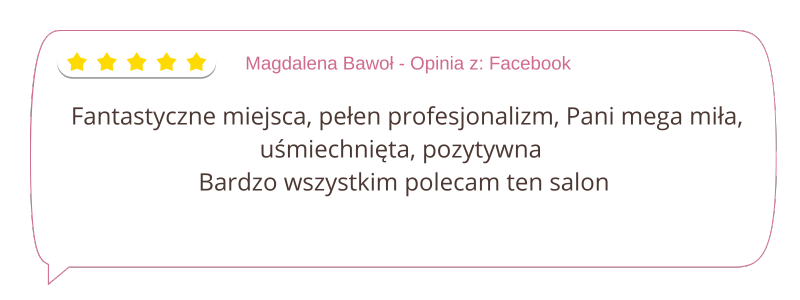 Magdalena Bawoł - Opinia z: Facebook
Fantastyczne miejsca, pełen profesjonalizm, Pani mega miła,
uśmiechnięta, pozytywna
Bardzo wszystkim polecam ten salon